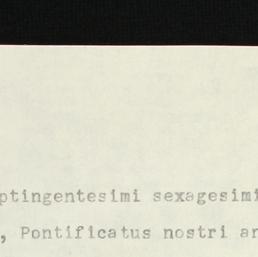 ptingentesimi sexagesimi
, Pontificatus nostri an